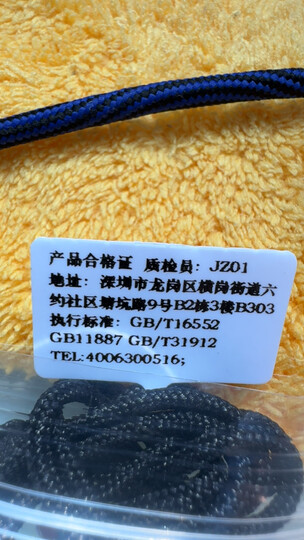 产品合格证 质检员: JZ01
地址: 深圳市龙岗区横岗街道六
约社区塘坑路9号B2栋3楼B303
执行标准: GB/T16552
GB11887 GB/T31912
TEL:4006300516;